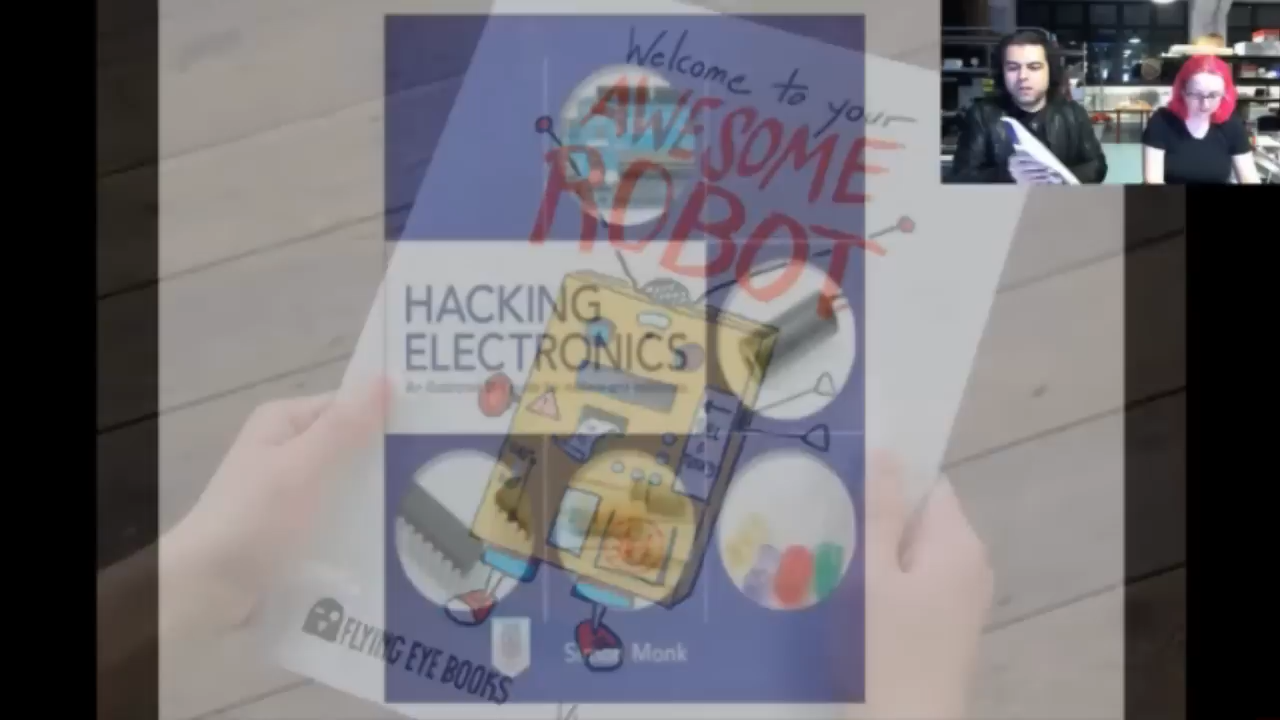 Welcome to your
AWESOME
ROBOT
HACKING
ELECTRONICS
FLYING EYE BOOKS
Monk